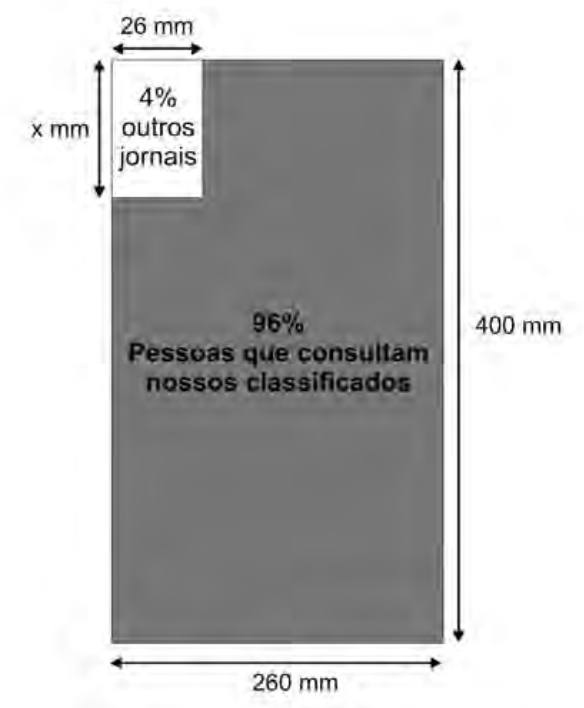 26 mm
x mm
4%
outros
jornais
96%
Pessoas que consultam
nossos classificados
400 mm
260 mm